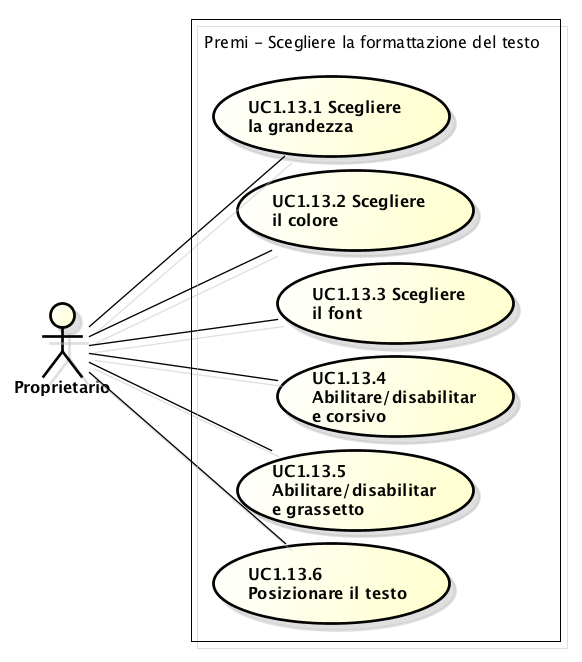 Premi - Scegliere la formattazione del testo
UC1.13.1 Scegliere
la grandezza
UC1.13.2 Scegliere
il colore
UC1.13.3 Scegliere
il font
UC1.13.4
Abilitare/disabilitar
e corsivo
Proprietario
UC1.13.5
Abilitare/disabilitar
e grassetto
UC1.13.6
Posizionare il testo